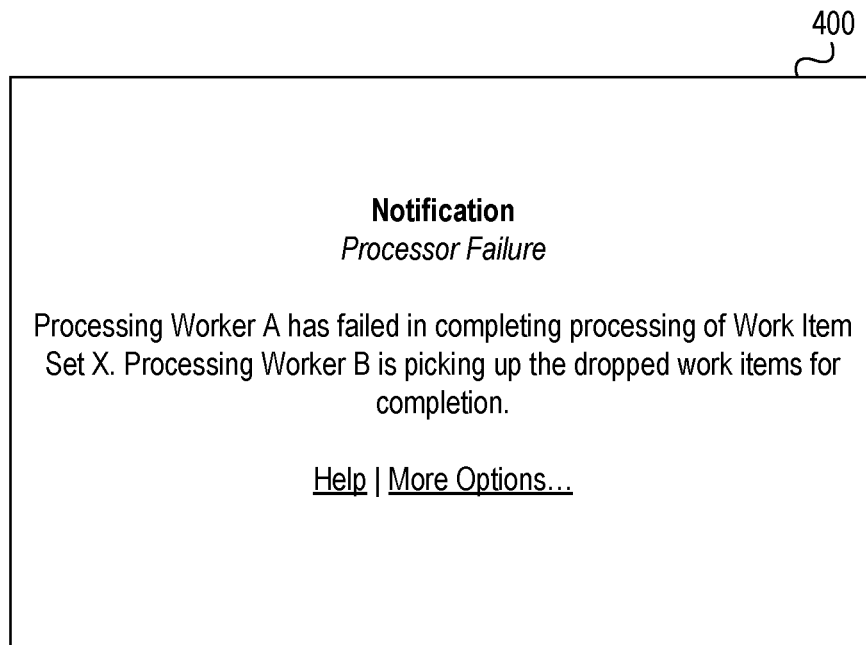 400
Notification
Processor Failure
Processing Worker A has failed in completing processing of Work Item
Set X. Processing Worker B is picking up the dropped work items for
completion.
Help | More Options...